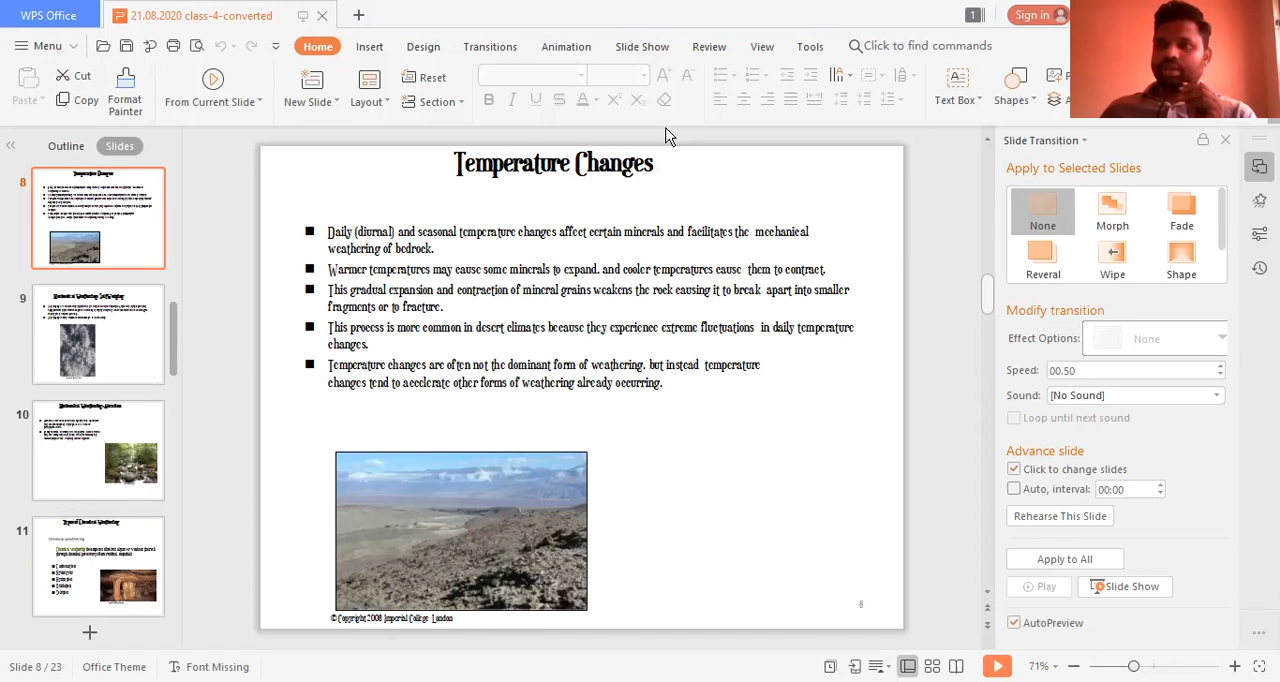 WPS Office
21.08.2020 class-4-converted
1
Sign in
Menu
Home
Insert
Design
Transitions
Animation
Slide Show
Review
View
Tools
Click to find commands
Paste
Cut
Copy
Format
Painter
From Current Slide
New Slide
Layout
Reset
Section
B I U S A X² X₂
Text Box
Shapes
Outline
Slides
8
9
10
11
Temperature Changes
■ Daily (diurnal) and seasonal temperature changes affect certain minerals and facilitates the mechanical
weathering of bedrock.
■ Warmer temperatures may cause some minerals to expand, and cooler temperatures cause them to contract.
■ This gradual expansion and contraction of mineral grains weakens the rock causing it to break apart into smaller
fragments or to fracture.
■ This process is more common in desert climates because they experience extreme fluctuations in daily temperature
changes.
■ Temperature changes are often not the dominant form of weathering, but instead temperature
changes tend to accelerate other forms of weathering already occurring.
© Copyright 2008 Imperial College London
8
Slide Transition
Apply to Selected Slides
None
Morph
Fade
Reveral
Wipe
Shape
Modify transition
Effect Options:
None
Speed:
00.50
Sound:
[No Sound]
Loop until next sound
Advance slide
Click to change slides
Auto, interval:
00:00
Rehearse This Slide
Apply to All
Play
Slide Show
AutoPreview
Slide 8 / 23
Office Theme
Font Missing
71%